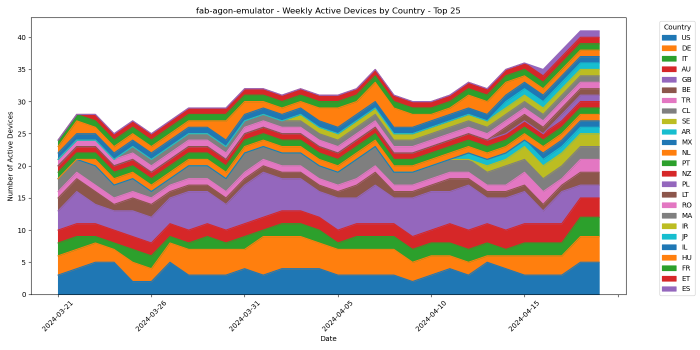 fab-agon-emulator - Weekly Active Devices by Country - Top 25
Number of Active Devices
40
35
30
25
20
15
10
5
0
2024-03-21
2024-03-26
2024-03-31
2024-04-05
2024-04-10
2024-04-15
Date
Country
US
DE
IT
AU
GB
BE
TR
CL
SE
AR
MX
NL
PT
NZ
PL
LT
RO
MA
IR
JP
IL
HU
FR
ET
ES